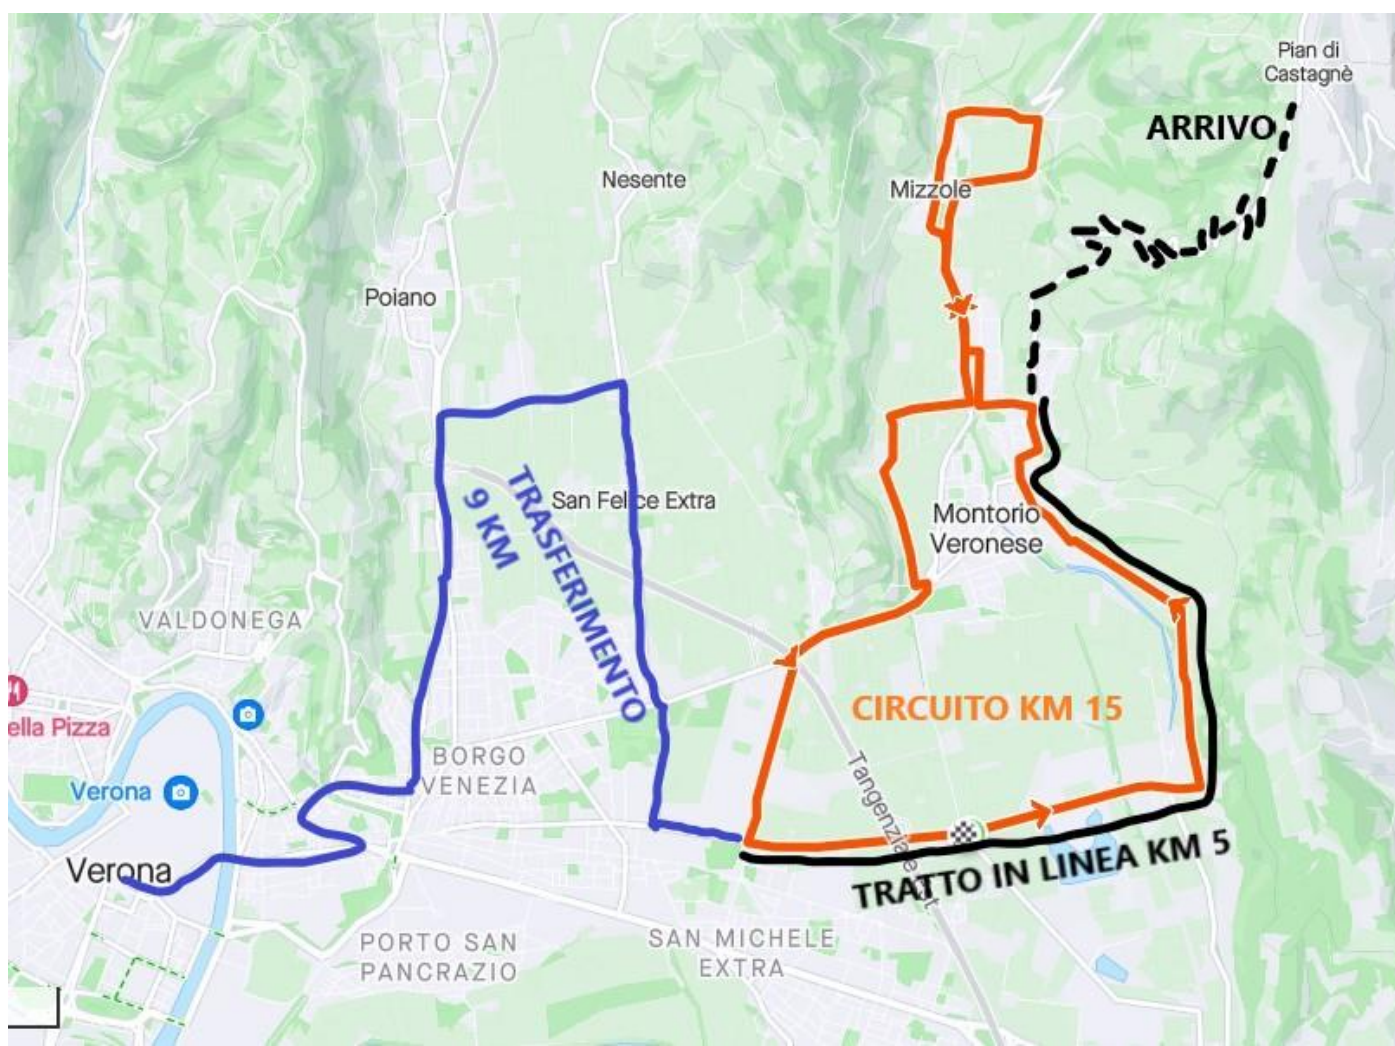 Pian di
Castagnè
ARRIVO
Nesente
Mizzole
Poiano
TRASFERIMENTO
9 KM
San Felice Extra
Montorio
Veronese
VALDONEGA
ella Pizza
CIRCUITO KM 15
BORGO
VENEZIA
Verona
Tangenziale
Verona
TRATTO IN LINEA KM 5
PORTO SAN
PANCRAZIO
SAN MICHELE
EXTRA